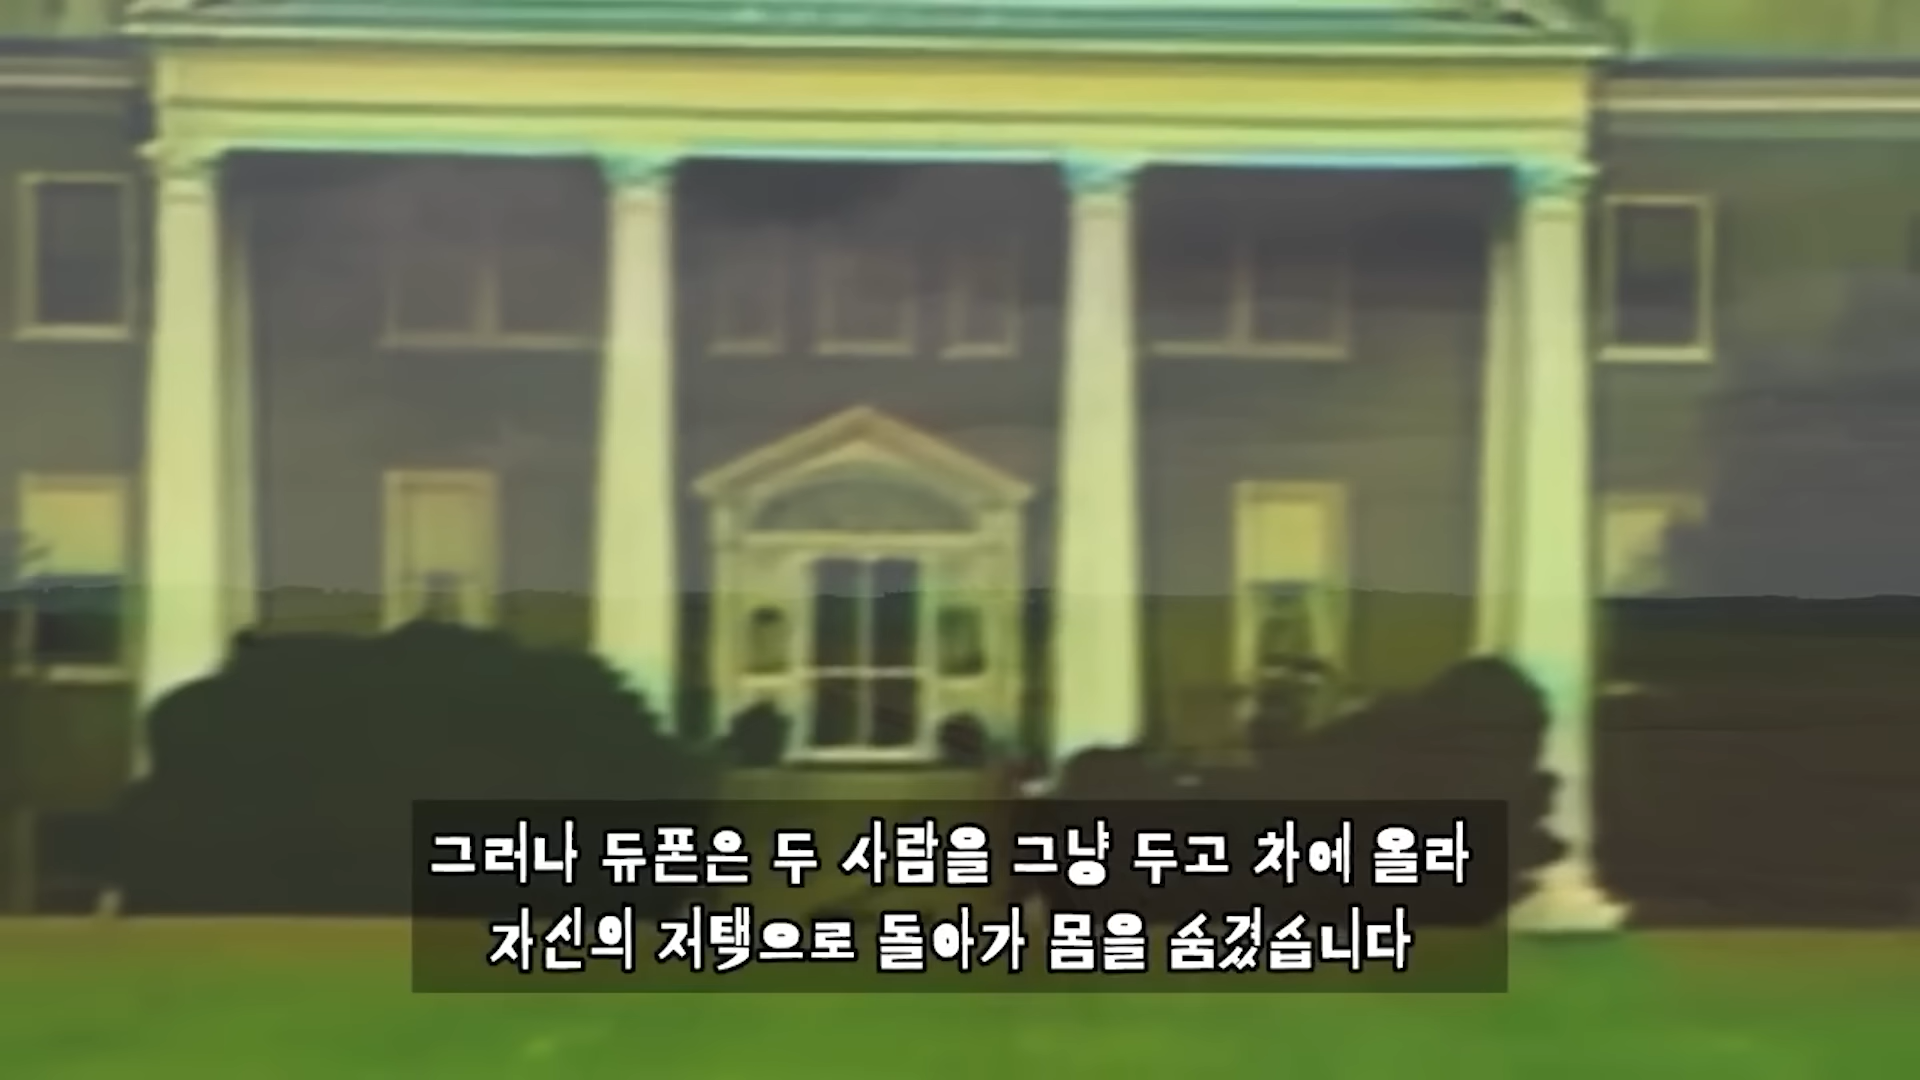 그러나 듀폰은 두 사람을 그냥 두고 차에 올라
자신의 저택으로 돌아가 몸을 숨겼습니다